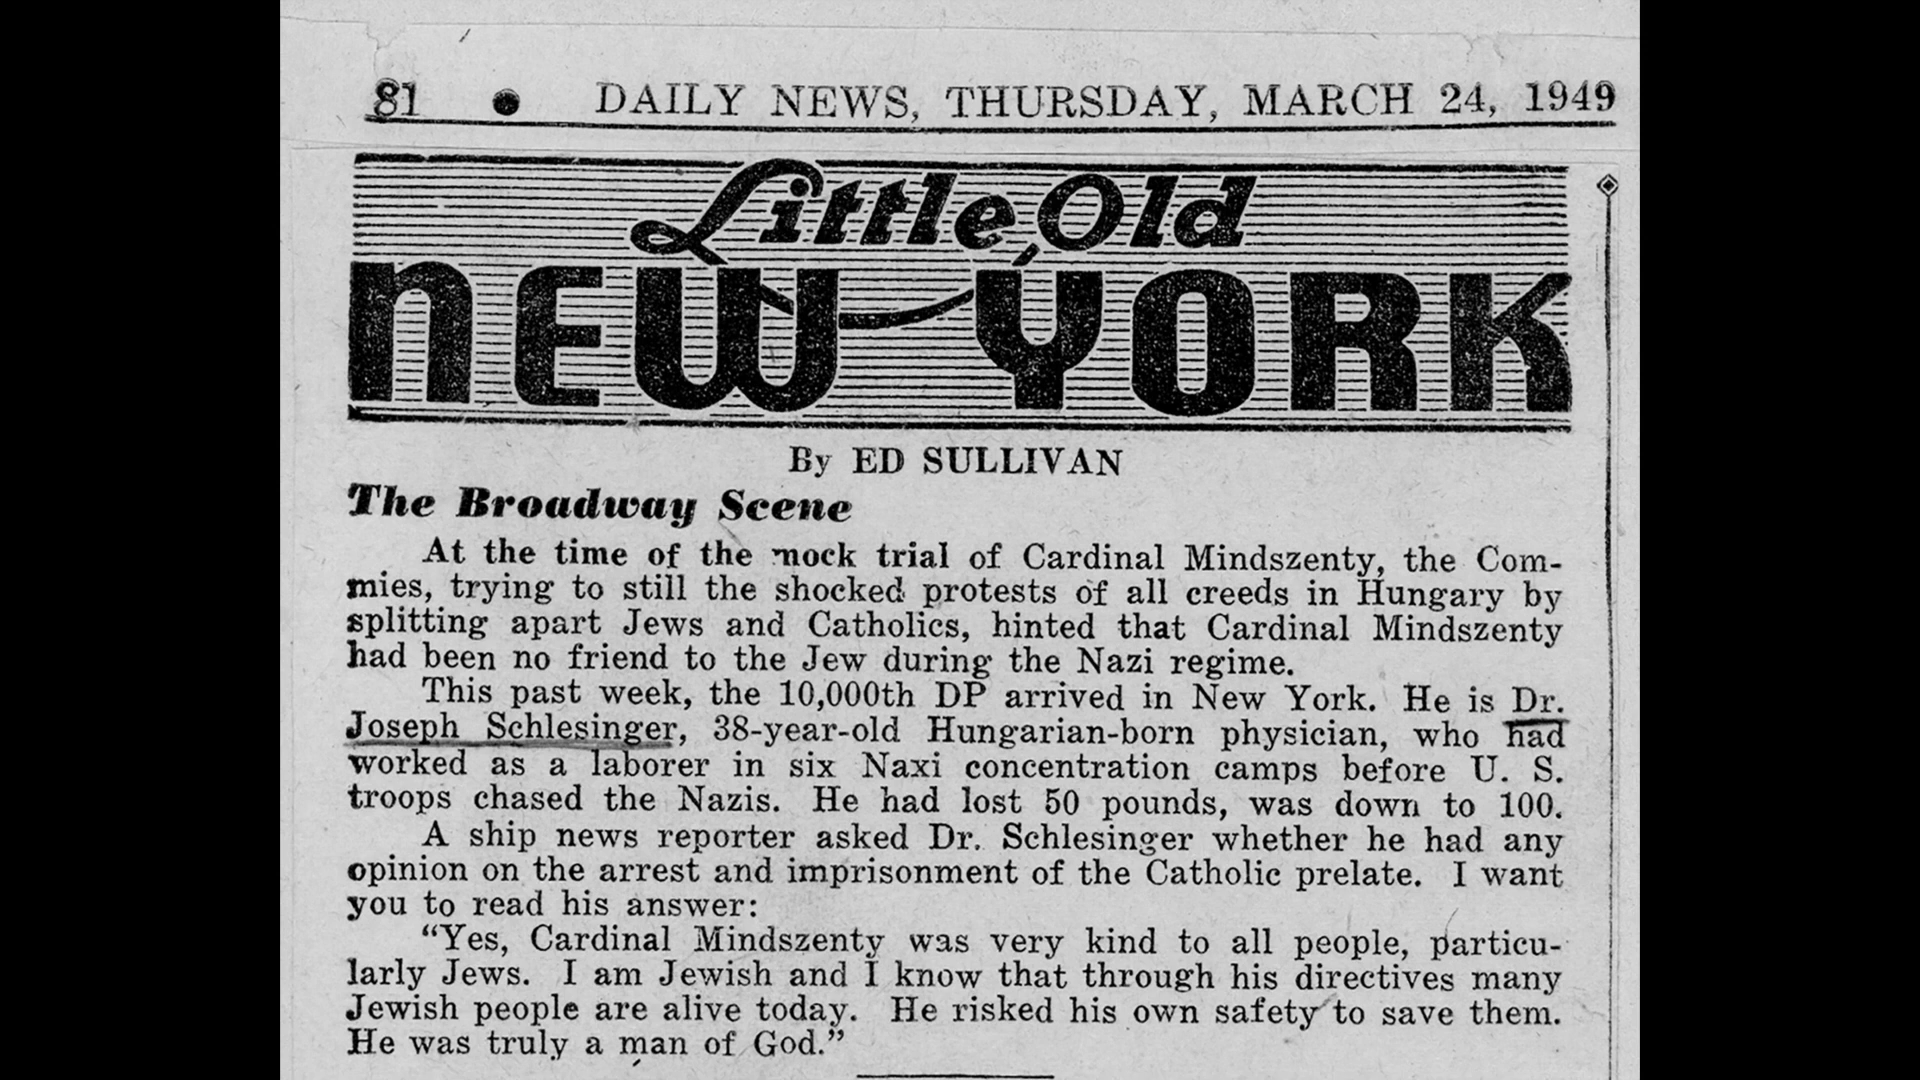 81 ● DAILY NEWS, THURSDAY, MARCH 24, 1949
Little Old
NEW YORK
By ED SULLIVAN
The Broadway Scene
At the time of the mock trial of Cardinal Mindszenty, the Com-
mies, trying to still the shocked protests of all creeds in Hungary by
splitting apart Jews and Catholics, hinted that Cardinal Mindszenty
had been no friend to the Jew during the Nazi regime.
This past week, the 10,000th DP arrived in New York. He is Dr.
Joseph Schlesinger, 38-year-old Hungarian-born physician, who had
worked as a laborer in six Naxi concentration camps before U. S.
troops chased the Nazis. He had lost 50 pounds, was down to 100.
A ship news reporter asked Dr. Schlesinger whether he had any
opinion on the arrest and imprisonment of the Catholic prelate. I want
you to read his answer:
“Yes, Cardinal Mindszenty was very kind to all people, particu-
larly Jews. I am Jewish and I know that through his directives many
Jewish people are alive today. He risked his own safety to save them.
He was truly a man of God.”